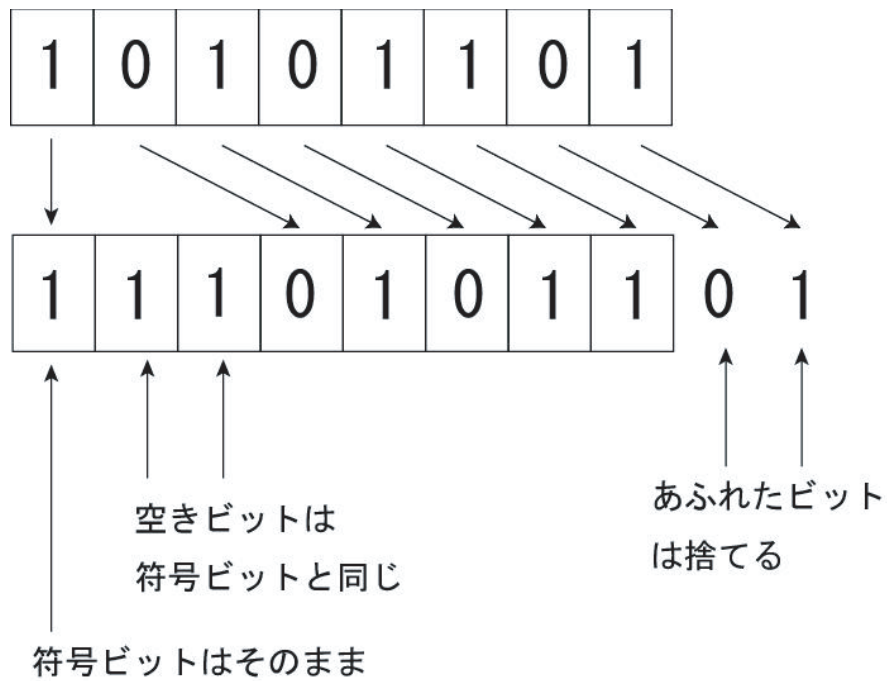 1 0 1 0 1 1 0 1
1 1 1 0 1 0 1 1 0 1
空きビットは
符号ビットと同じ
あふれたビット
は捨てる
符号ビットはそのまま